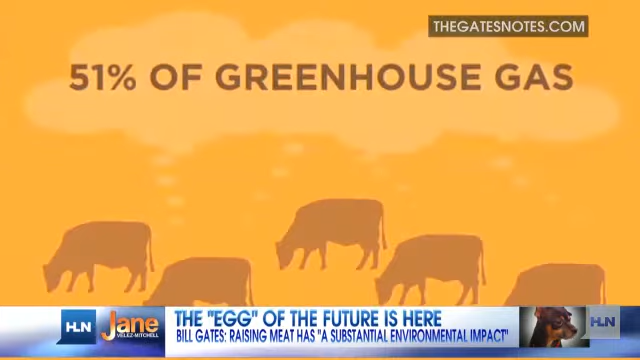 THEGATESNOTES.COM
51% OF GREENHOUSE GAS
HLN Jane
VELEZ-MITCHELL
THE "EGG" OF THE FUTURE IS HERE
BILL GATES: RAISING MEAT HAS "A SUBSTANTIAL ENVIRONMENTAL IMPACT"
HLN